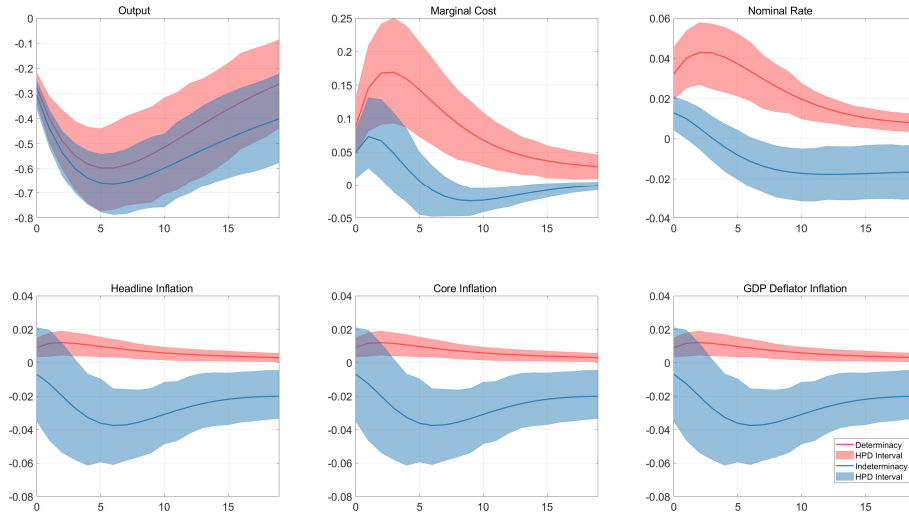 Output
0
-0.1
-0.2
-0.3
-0.4
-0.5
-0.6
-0.7
-0.8
0 5 10 15
Marginal Cost
0.25
0.2
0.15
0.1
0.05
0
-0.05
0 5 10 15
Nominal Rate
0.06
0.04
0.02
0
-0.02
-0.04
0 5 10 15
Headline Inflation
0.04
0.02
0
-0.02
-0.04
-0.06
-0.08
0 5 10 15
Core Inflation
0.04
0.02
0
-0.02
-0.04
-0.06
-0.08
0 5 10 15
GDP Deflator Inflation
0.04
0.02
0
-0.02
-0.04
-0.06
-0.08
0 5 10 15
Determinacy
HPD Interval
Indeterminacy
HPD Interval